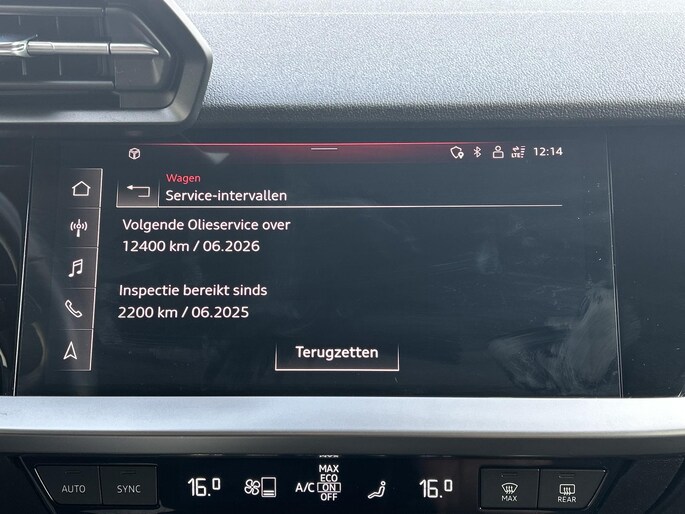 LTE 12:14
Wagen
Service-intervallen
Volgende Olieservice over
12400 km / 06.2026
Inspectie bereikt sinds
2200 km / 06.2025
Terugzetten
AUTO
SYNC
16.0
A/C
MAX
ECO
ON
OFF
16.0
MAX
REAR